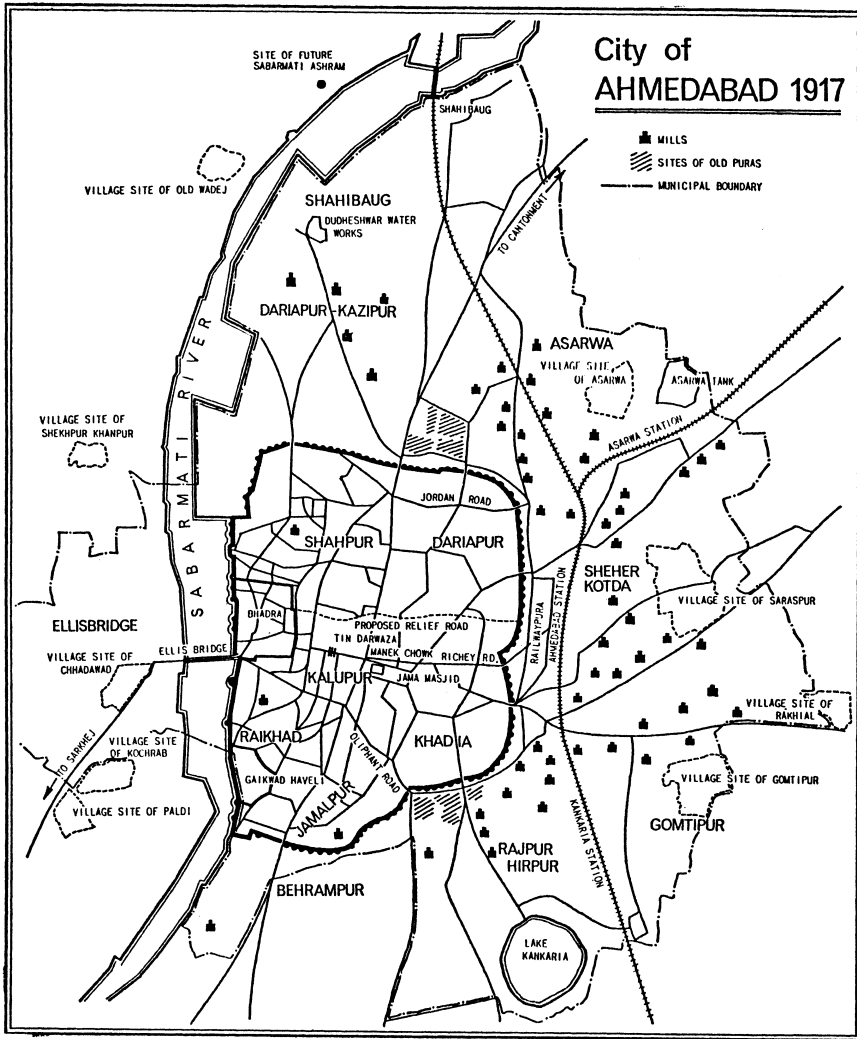 City of
AHMEDABAD 1917
MILLS
SITES OF OLD PURAS
MUNICIPAL BOUNDARY
SITE OF FUTURE
SABARMATI ASHRAM
SHAHIBAUG
VILLAGE SITE OF OLD WADEJ
SHAHIBAUG
DUDHESHWAR WATER
WORKS
TO CANTONMENT
DARIAPUR-KAZIPUR
SABARMATI RIVER
ASARWA
VILLAGE SITE
OF ASARWA
ASARWA TANK
ASARWA STATION
VILLAGE SITE OF
SHEKHPUR KHANPUR
JORDAN ROAD
SHAHPUR
DARIAPUR
SHEHER
KOTDA
VILLAGE SITE OF SARASPUR
RAILWAYPURA
AHMEDABAD STATION
BHADRA
ELLISBRIDGE
PROPOSED RELIEF ROAD
TIN DARWAZA
MANEK CHOWK
RICHEY RD.
ELLIS BRIDGE
VILLAGE SITE OF
CHHADAWAD
KALUPUR
JAMA MASJID
VILLAGE SITE OF
RAKHIAL
RAIKHAD
OLIPHANT ROAD
KHADIA
TO SARKHEJ
VILLAGE SITE
OF KOCHRAB
GAIKWAD HAVELI
VILLAGE SITE OF GOMTIPUR
VILLAGE SITE OF PALDI
JAMALPUR
KANKARIA STATION
GOMTIPUR
RAJPUR
HIRPUR
BEHRAMPUR
LAKE
KANKARIA